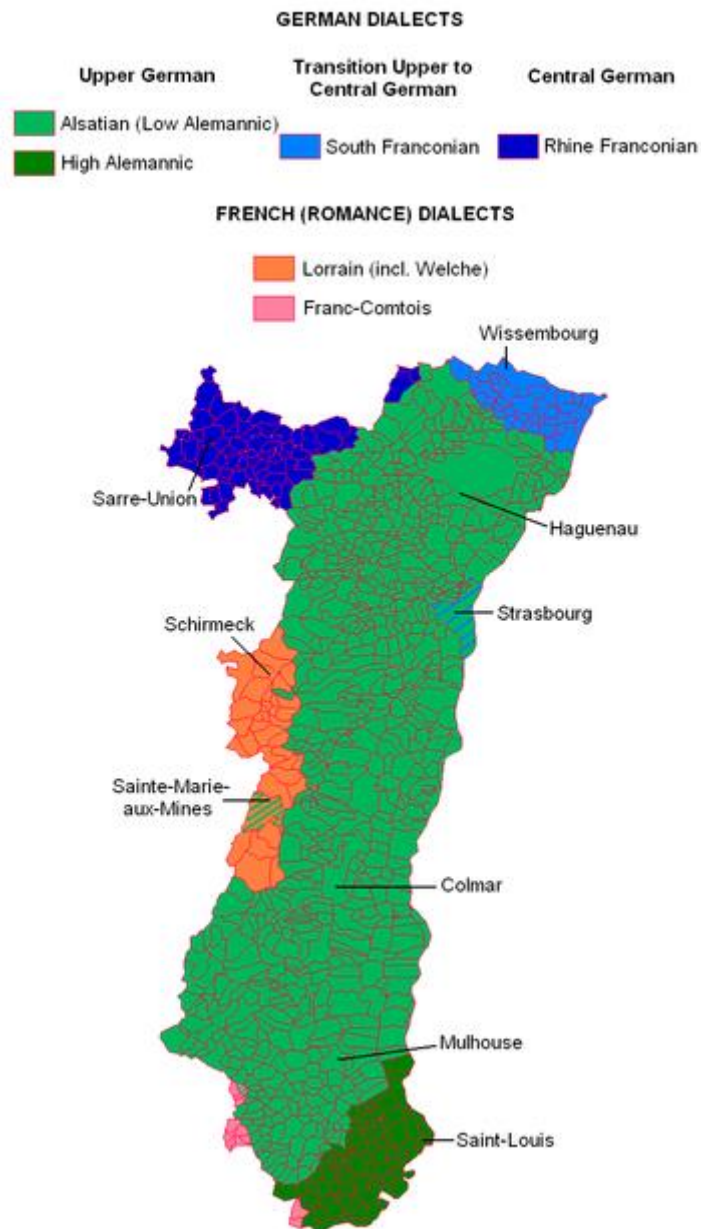 GERMAN DIALECTS
Upper German
Transition Upper to
Central German
Central German
Alsatian (Low Alemannic)
South Franconian
Rhine Franconian
High Alemannic
FRENCH (ROMANCE) DIALECTS
Lorrain (incl. Welche)
Franc-Comtois
Wissembourg
Sarre-Union
Haguenau
Strasbourg
Schirmeck
Sainte-Marie-
aux-Mines
Colmar
Mulhouse
Saint-Louis